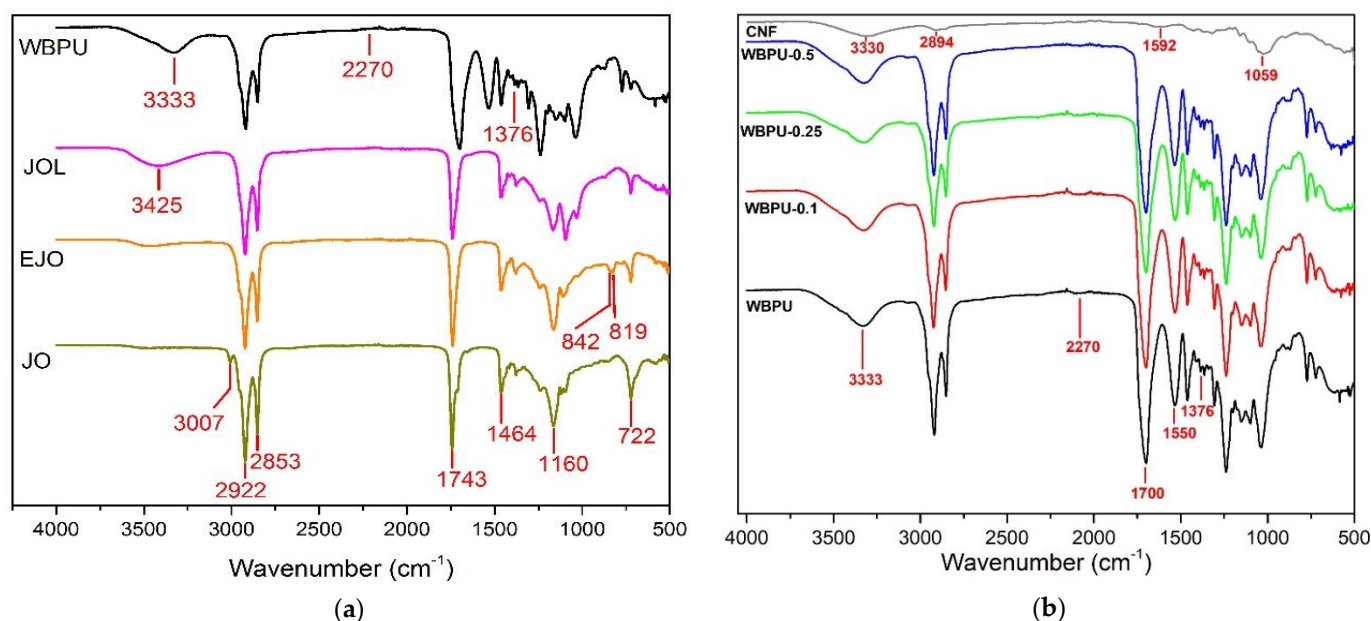 WBPU
2270
3333
1376
JOL
3425
EJO
842
819
JO
3007
2853
2922
1743
1464
1160
722
4000 3500 3000 2500 2000 1500 1000 500
Wavenumber (cm⁻¹)
(a)
CNF
3330
2894
1592
1059
WBPU-0.5
WBPU-0.25
WBPU-0.1
WBPU
3333
2270
1376
1550
1700
4000 3500 3000 2500 2000 1500 1000 500
Wavenumber (cm⁻¹)
(b)